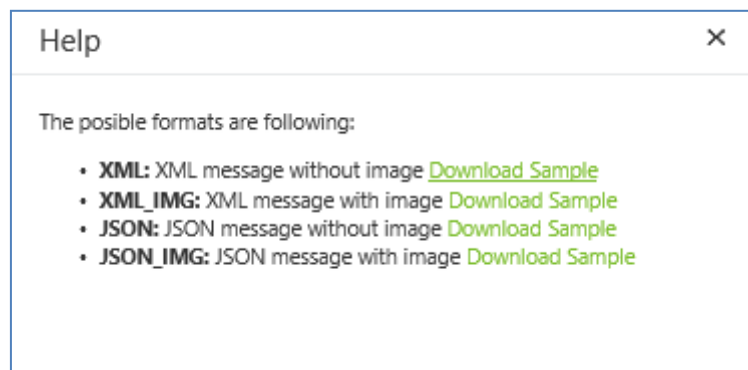 Help ×
The posible formats are following:
• XML: XML message without image Download Sample
• XML_IMG: XML message with image Download Sample
• JSON: JSON message without image Download Sample
• JSON_IMG: JSON message with image Download Sample